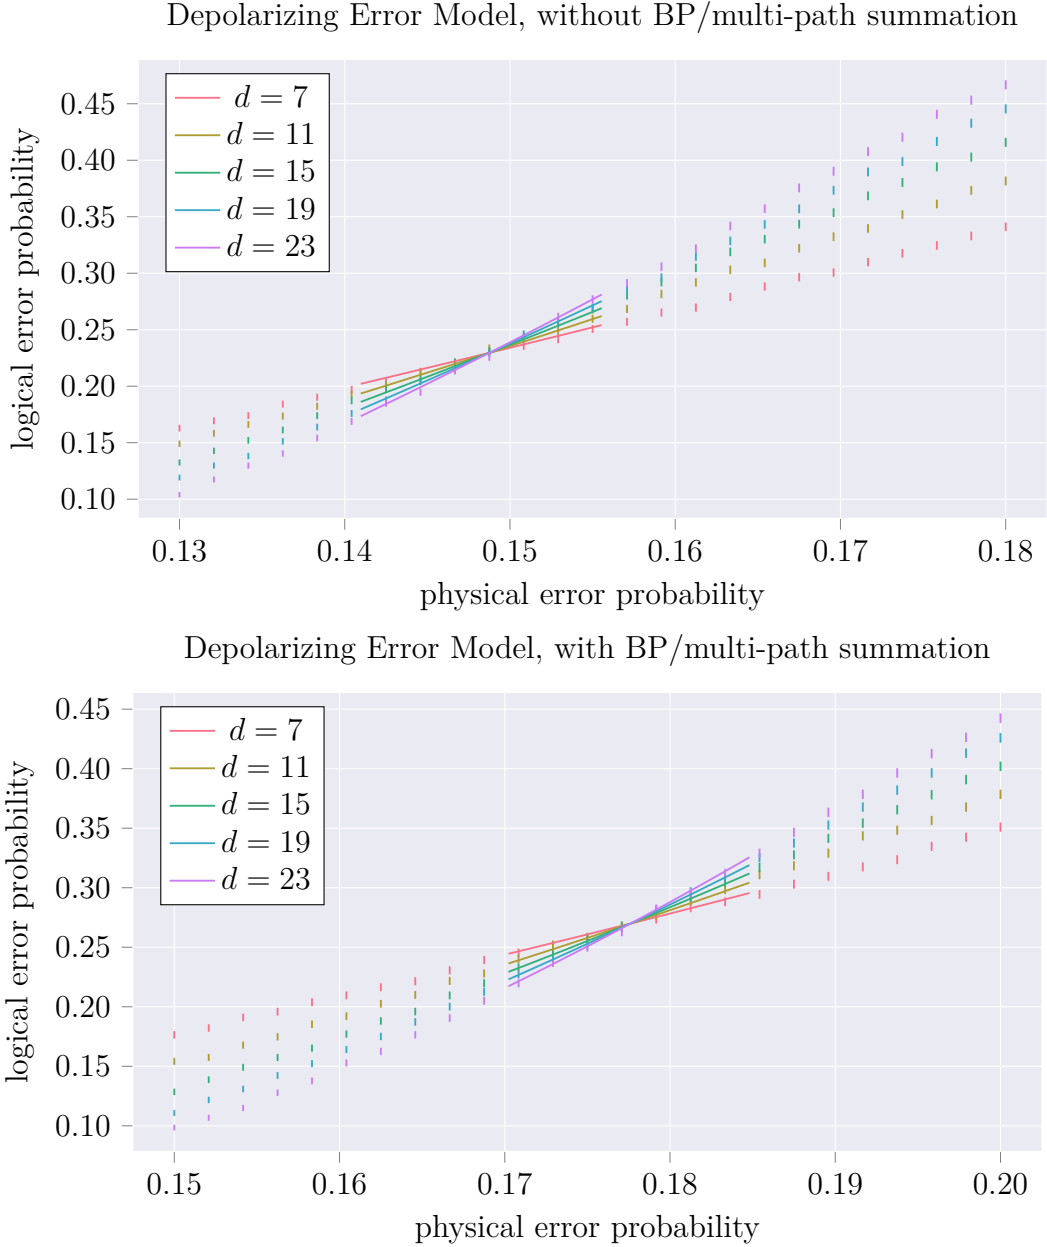 Depolarizing Error Model, without BP/multi-path summation
d = 7
d = 11
d = 15
d = 19
d = 23
logical error probability
0.45
0.40
0.35
0.30
0.25
0.20
0.15
0.10
0.13 0.14 0.15 0.16 0.17 0.18
physical error probability
Depolarizing Error Model, with BP/multi-path summation
d = 7
d = 11
d = 15
d = 19
d = 23
logical error probability
0.45
0.40
0.35
0.30
0.25
0.20
0.15
0.10
0.15 0.16 0.17 0.18 0.19 0.20
physical error probability